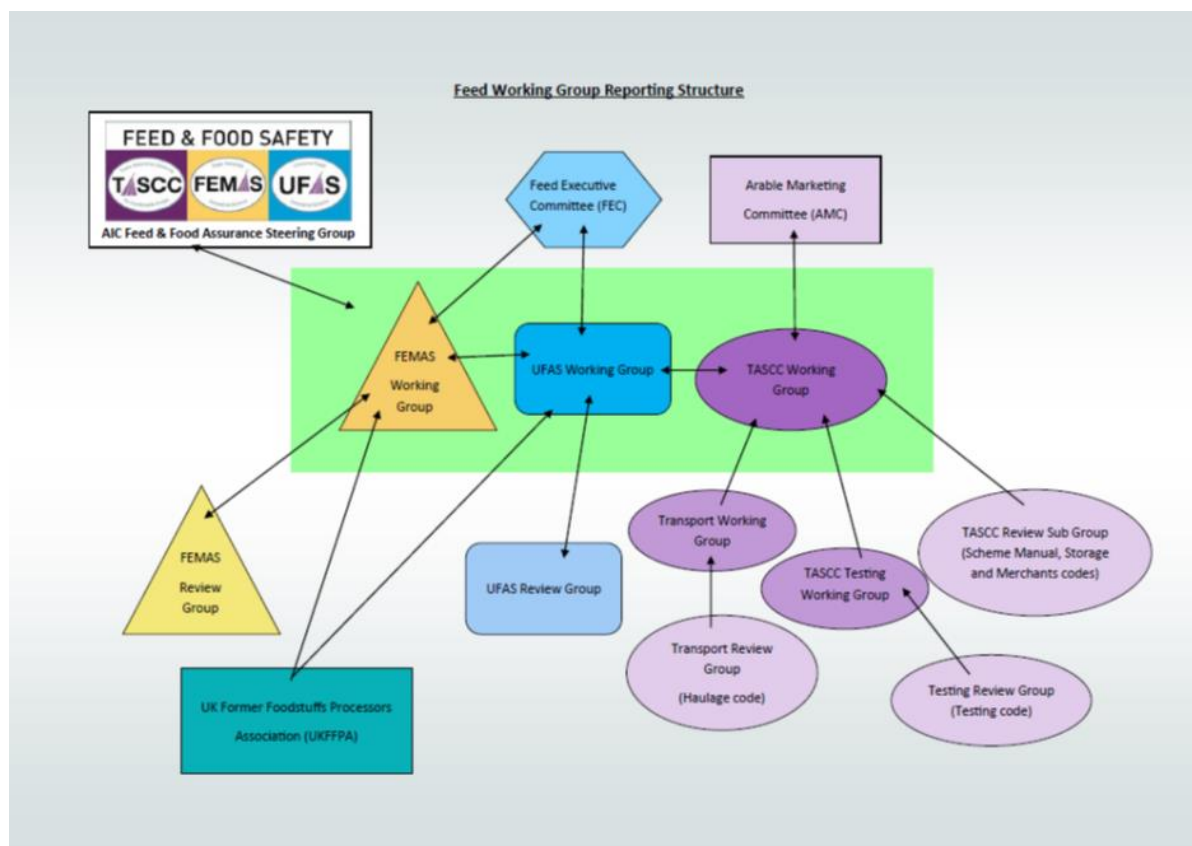 Feed Working Group Reporting Structure
FEED & FOOD SAFETY
TASCC
FEMAS
UFAS
AIC Feed & Food Assurance Steering Group
Feed Executive
Committee (FEC)
Arable Marketing
Committee (AMC)
FEMAS
Working
Group
UFAS Working Group
TASCC Working
Group
FEMAS
Review
Group
UFAS Review Group
Transport Working
Group
TASCC Testing
Working Group
TASCC Review Sub Group
(Scheme Manual, Storage
and Merchants codes)
Transport Review
Group
(Haulage code)
Testing Review Group
(Testing code)
UK Former Foodstuffs Processors
Association (UKFFPA)